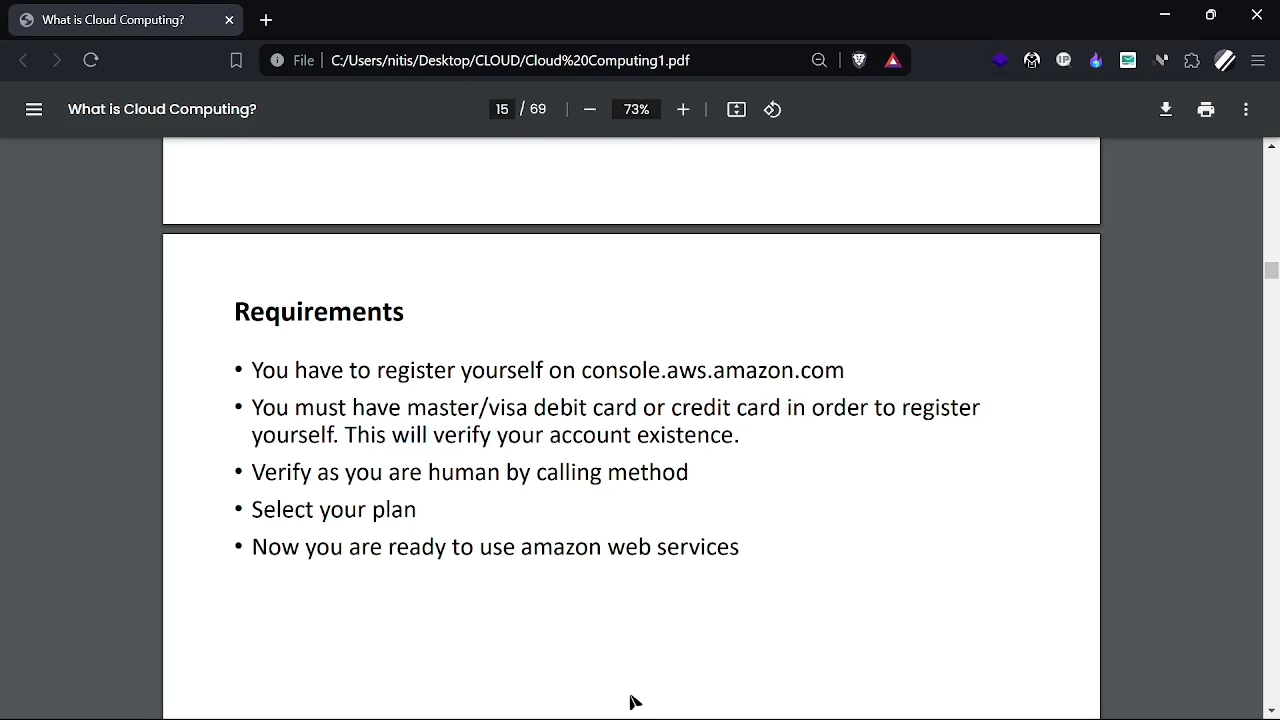 What is Cloud Computing?
File
C:/Users/nitis/Desktop/CLOUD/Cloud%20Computing1.pdf
What is Cloud Computing?
15 / 69
73%
Requirements
• You have to register yourself on console.aws.amazon.com
• You must have master/visa debit card or credit card in order to register
yourself. This will verify your account existence.
• Verify as you are human by calling method
• Select your plan
• Now you are ready to use amazon web services